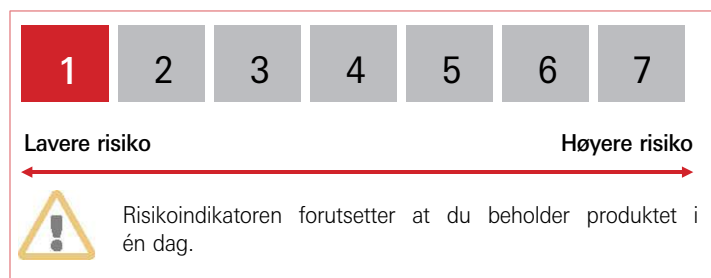 1 2 3 4 5 6 7
Lavere risiko Høyere risiko
Risikoindikatoren forutsetter at du beholder produktet i
én dag.